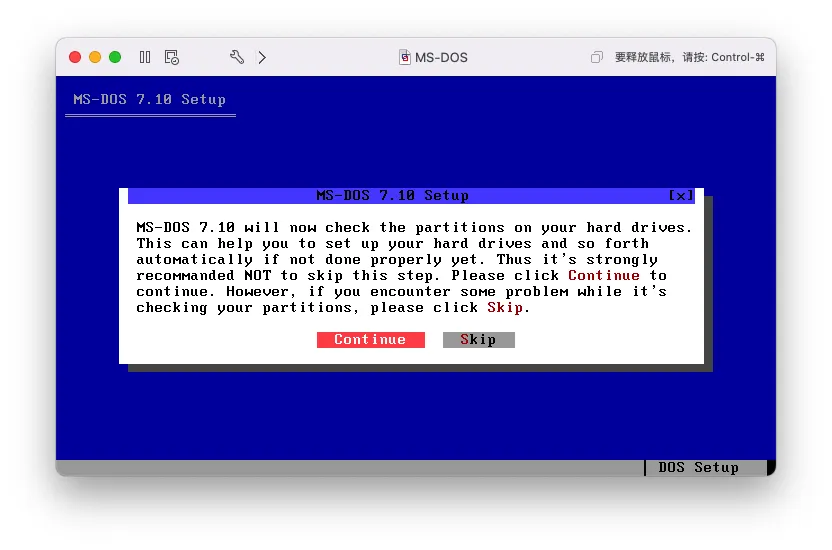 MS-DOS
要释放鼠标，请按: Control-⌘
MS-DOS 7.10 Setup
MS-DOS 7.10 Setup [x]
MS-DOS 7.10 will now check the partitions on your hard drives.
This can help you to set up your hard drives and so forth
automatically if not done properly yet. Thus it's strongly
recommanded NOT to skip this step. Please click Continue to
continue. However, if you encounter some problem while it's
checking your partitions, please click Skip.
Continue Skip
DOS Setup